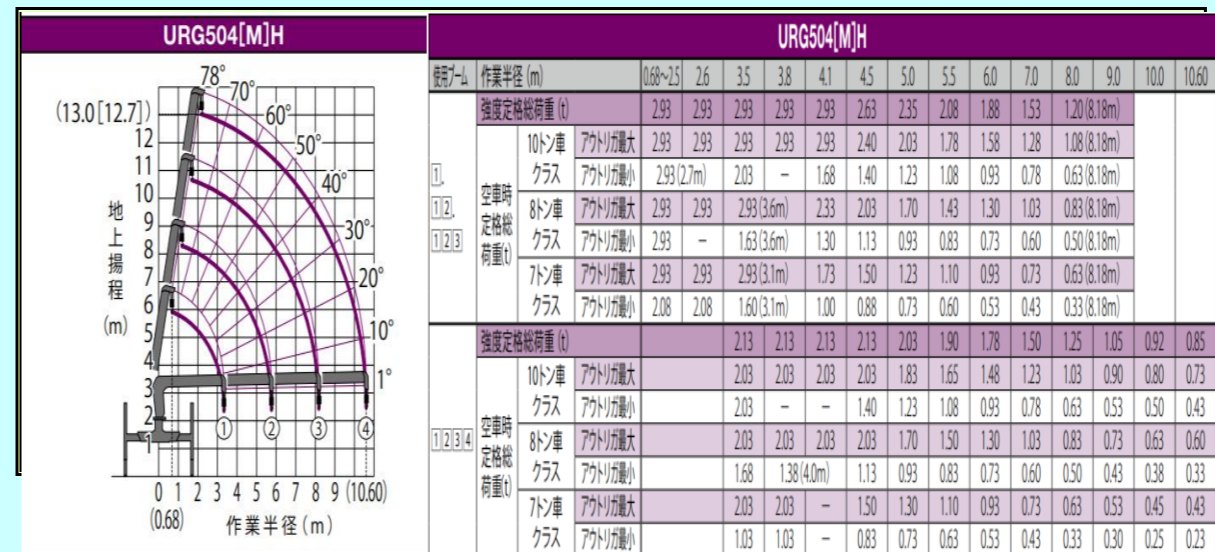 URG504[M]H
78°
70°
60°
50°
40°
30°
20°
10°
1°
(13.0[12.7])
12
11
10
9
8
7
6
5
4
3
2
1
地上揚程(m)
① ② ③ ④
0 1 2 3 4 5 6 7 8 9 (10.60)
(0.68)
作業半径(m)
URG504[M]H
使用ブーム 作業半径(m) 0.68~2.5 2.6 3.5 3.8 4.1 4.5 5.0 5.5 6.0 7.0 8.0 9.0 10.0 10.60
1. 12. 123
強度定格総荷重(t) 2.93 2.93 2.93 2.93 2.93 2.63 2.35 2.08 1.88 1.53 1.20(8.18m)
空車時定格総荷重(t)
10トン車クラス アウトリガ最大 2.93 2.93 2.93 2.93 2.93 2.40 2.03 1.78 1.58 1.28 1.08(8.18m)
アウトリガ最小 2.93(2.7m) 2.03 - 1.68 1.40 1.23 1.08 0.93 0.78 0.63(8.18m)
8トン車クラス アウトリガ最大 2.93 2.93 2.93(3.6m) 2.33 2.03 1.70 1.43 1.30 1.03 0.83(8.18m)
アウトリガ最小 2.93 - 1.63(3.6m) 1.30 1.13 0.93 0.83 0.73 0.60 0.50(8.18m)
7トン車クラス アウトリガ最大 2.93 2.93 2.93(3.1m) 1.73 1.50 1.23 1.10 0.93 0.73 0.63(8.18m)
アウトリガ最小 2.08 2.08 1.60(3.1m) 1.00 0.88 0.73 0.60 0.53 0.43 0.33(8.18m)
1234
強度定格総荷重(t) 2.13 2.13 2.13 2.13 2.03 1.90 1.78 1.50 1.25 1.05 0.92 0.85
空車時定格総荷重(t)
10トン車クラス アウトリガ最大 2.03 2.03 2.03 2.03 1.83 1.65 1.48 1.23 1.03 0.90 0.80 0.73
アウトリガ最小 2.03 - - 1.40 1.23 1.08 0.93 0.78 0.63 0.53 0.50 0.43
8トン車クラス アウトリガ最大 2.03 2.03 2.03 2.03 1.70 1.50 1.30 1.03 0.83 0.73 0.63 0.60
アウトリガ最小 1.68 1.38(4.0m) 1.13 0.93 0.83 0.73 0.60 0.50 0.43 0.38 0.33
7トン車クラス アウトリガ最大 2.03 2.03 - 1.50 1.30 1.10 0.93 0.73 0.63 0.53 0.45 0.43
アウトリガ最小 1.03 1.03 - 0.83 0.73 0.63 0.53 0.43 0.33 0.30 0.25 0.23